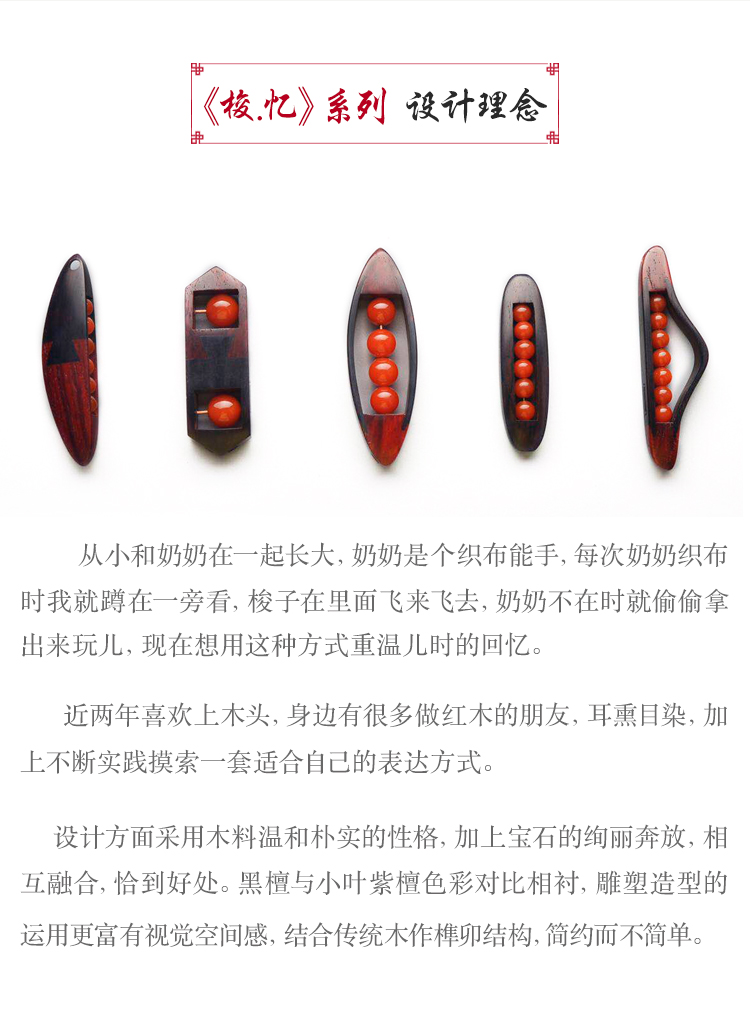 《梭.忆》系列 设计理念
从小和奶奶在一起长大,奶奶是个织布能手,每次奶奶织布
时我就蹲在一旁看,梭子在里面飞来飞去,奶奶不在时就偷偷拿
出来玩儿,现在想用这种方式重温儿时的回忆。
近两年喜欢上木头,身边有很多做红木的朋友,耳熏目染,加
上不断实践摸索一套适合自己的表达方式。
设计方面采用木料温和朴实的性格,加上宝石的绚丽奔放,相
互融合,恰到好处。黑檀与小叶紫檀色彩对比相衬,雕塑造型的
运用更富有视觉空间感,结合传统木作榫卯结构,简约而不简单。